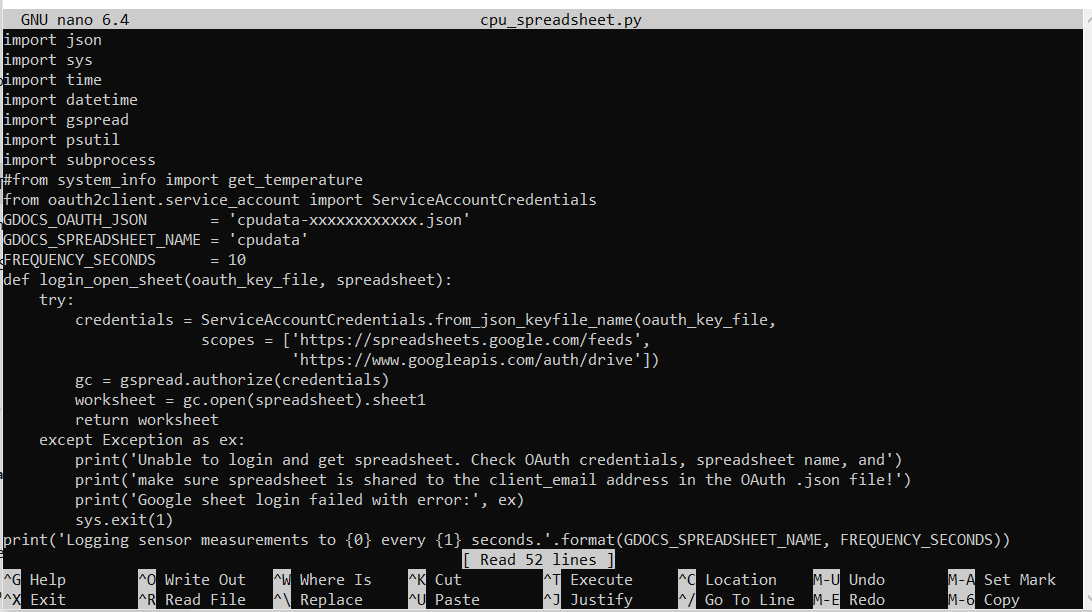 GNU nano 6.4 cpu_spreadsheet.py
import json
import sys
import time
import datetime
import gspread
import psutil
import subprocess
#from system_info import get_temperature
from oauth2client.service_account import ServiceAccountCredentials
GDOCS_OAUTH_JSON       = 'cpudata-xxxxxxxxxxxx.json'
GDOCS_SPREADSHEET_NAME = 'cpudata'
FREQUENCY_SECONDS      = 10
def login_open_sheet(oauth_key_file, spreadsheet):
    try:
        credentials = ServiceAccountCredentials.from_json_keyfile_name(oauth_key_file,
                      scopes = ['https://spreadsheets.google.com/feeds',
                                'https://www.googleapis.com/auth/drive'])
        gc = gspread.authorize(credentials)
        worksheet = gc.open(spreadsheet).sheet1
        return worksheet
    except Exception as ex:
        print('Unable to login and get spreadsheet. Check OAuth credentials, spreadsheet name, and')
        print('make sure spreadsheet is shared to the client_email address in the OAuth .json file!')
        print('Google sheet login failed with error:', ex)
        sys.exit(1)
print('Logging sensor measurements to {0} every {1} seconds.'.format(GDOCS_SPREADSHEET_NAME, FREQUENCY_SECONDS))
[ Read 52 lines ]
^G Help ^O Write Out ^W Where Is ^K Cut ^T Execute ^C Location M-U Undo M-A Set Mark
^X Exit ^R Read File ^\ Replace ^U Paste ^J Justify ^/ Go To Line M-E Redo M-6 Copy